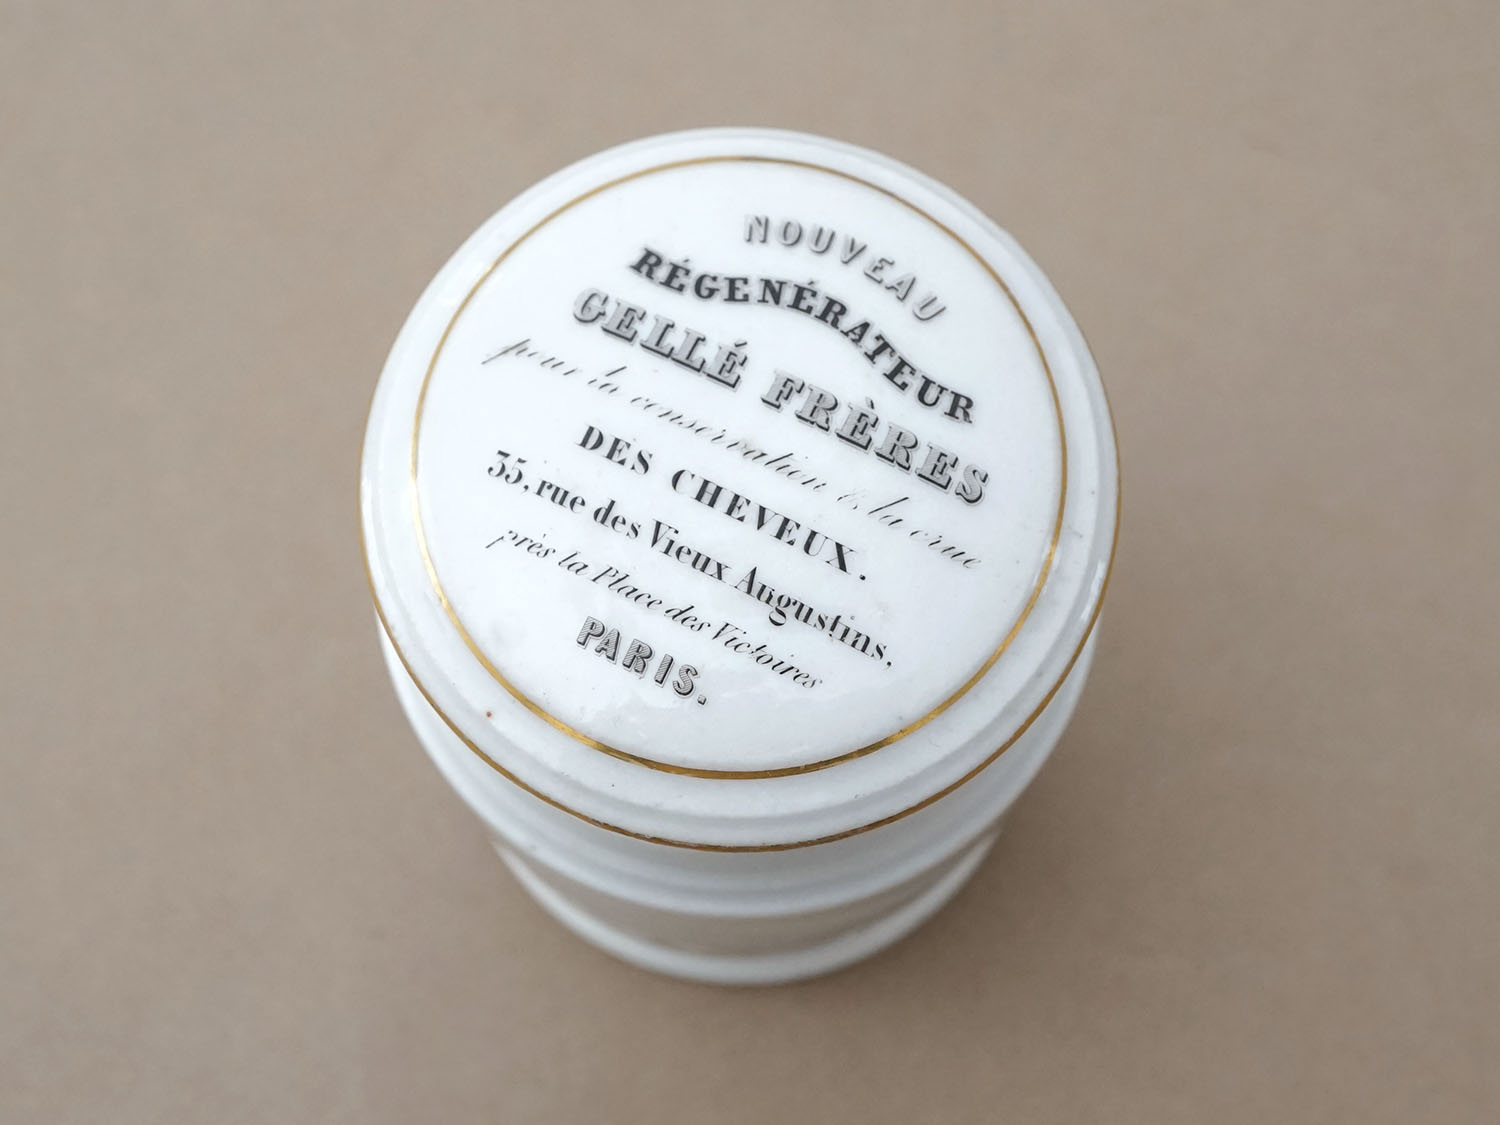 NOUVEAU
RÉGENÉRATEUR
GELLÉ FRÈRES
pour la conservation & la crue
DES CHEVEUX.
35, rue des Vieux Augustins,
près la Place des Victoires
PARIS.